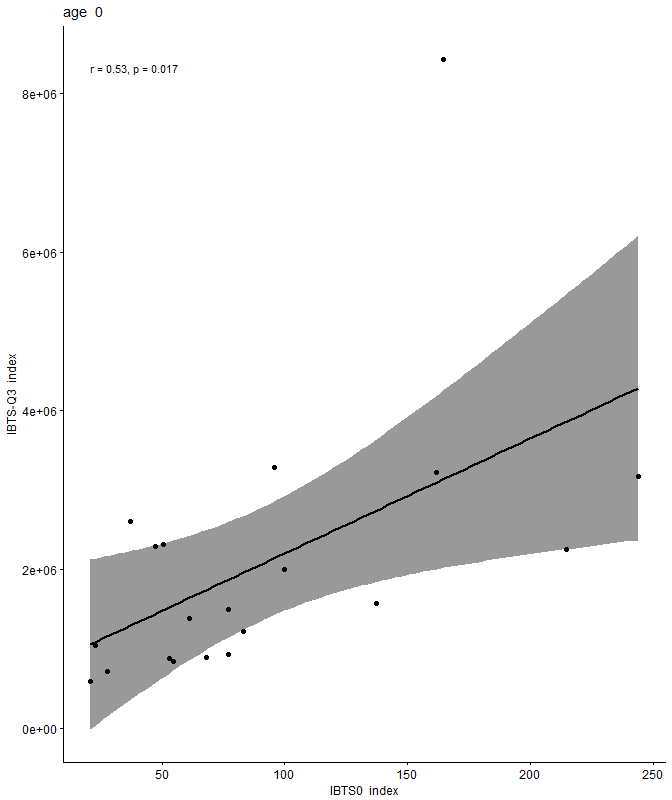 age 0
r = 0.53, p = 0.017
8e+06
6e+06
4e+06
2e+06
0e+00
IBTS-Q3 index
50 100 150 200 250
IBTS0 index